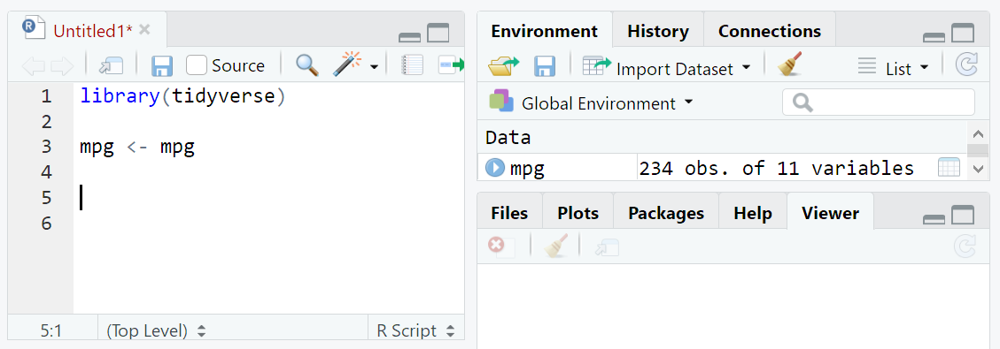 Untitled1*
Source
1 library(tidyverse)
2
3 mpg <- mpg
4
5
6
5:1 (Top Level) R Script
Environment History Connections
Import Dataset List
Global Environment
Data
mpg 234 obs. of 11 variables
Files Plots Packages Help Viewer